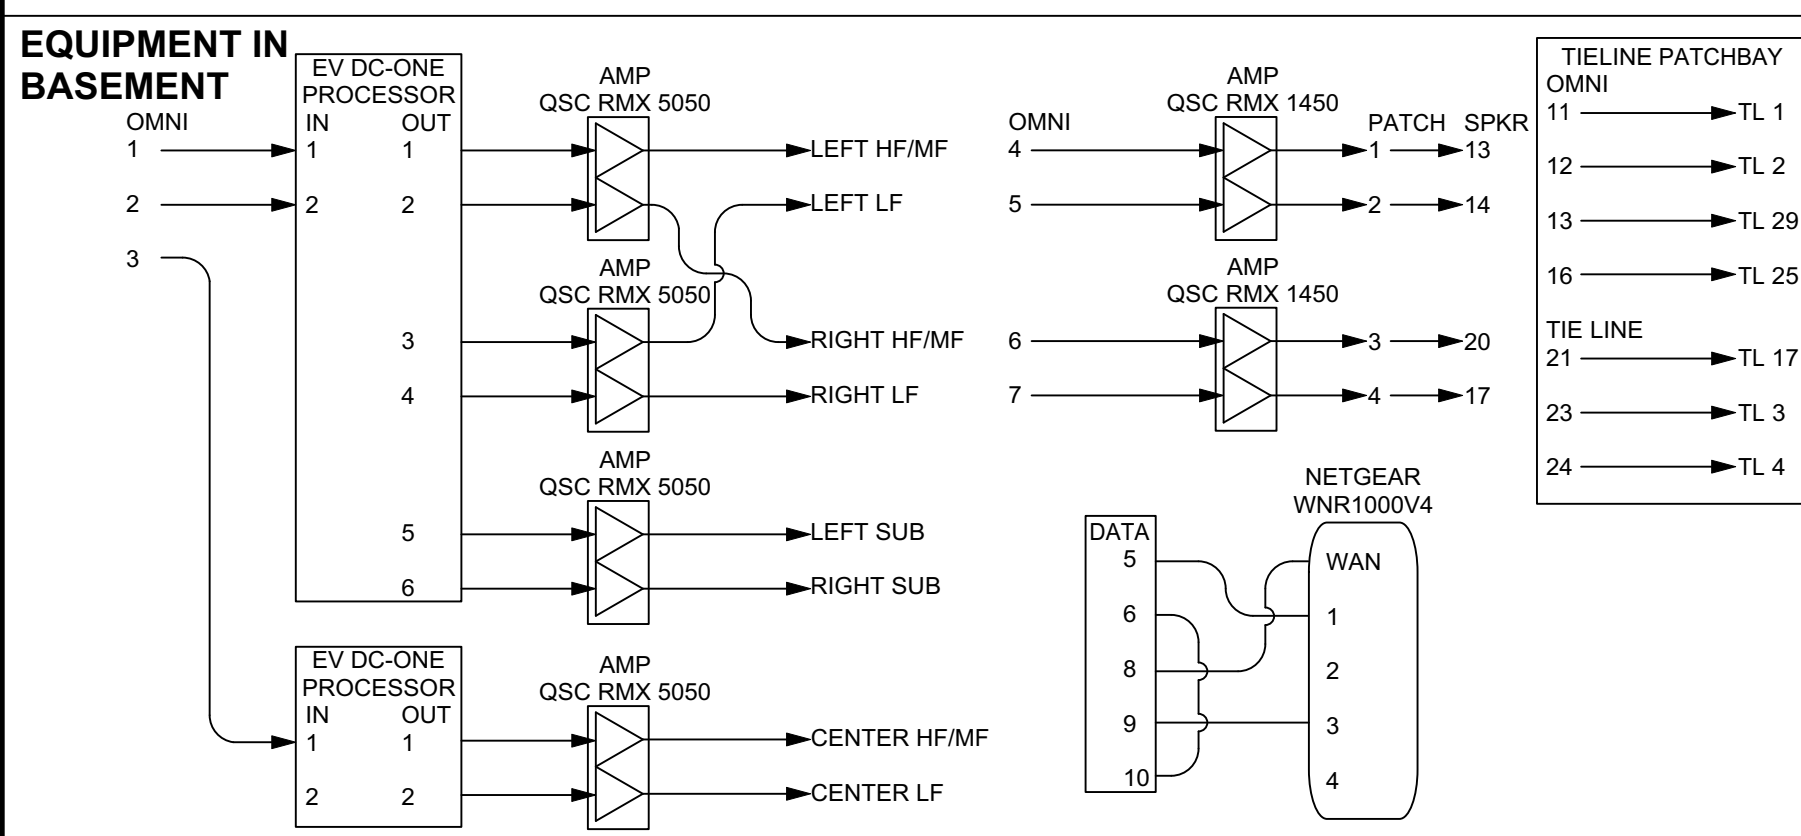 EQUIPMENT IN
BASEMENT
OMNI
1
2
3
EV DC-ONE
PROCESSOR
IN OUT
1 1
2 2
3
4
5
6
AMP
QSC RMX 5050
LEFT HF/MF
LEFT LF
AMP
QSC RMX 5050
RIGHT HF/MF
RIGHT LF
AMP
QSC RMX 5050
LEFT SUB
RIGHT SUB
EV DC-ONE
PROCESSOR
IN OUT
1 1
2 2
AMP
QSC RMX 5050
CENTER HF/MF
CENTER LF
OMNI
4
5
6
7
AMP
QSC RMX 1450
PATCH SPKR
1 13
2 14
AMP
QSC RMX 1450
3 20
4 17
DATA
5
6
8
9
10
NETGEAR
WNR1000V4
WAN
1
2
3
4
TIELINE PATCHBAY
OMNI
11 TL 1
12 TL 2
13 TL 29
16 TL 25
TIE LINE
21 TL 17
23 TL 3
24 TL 4